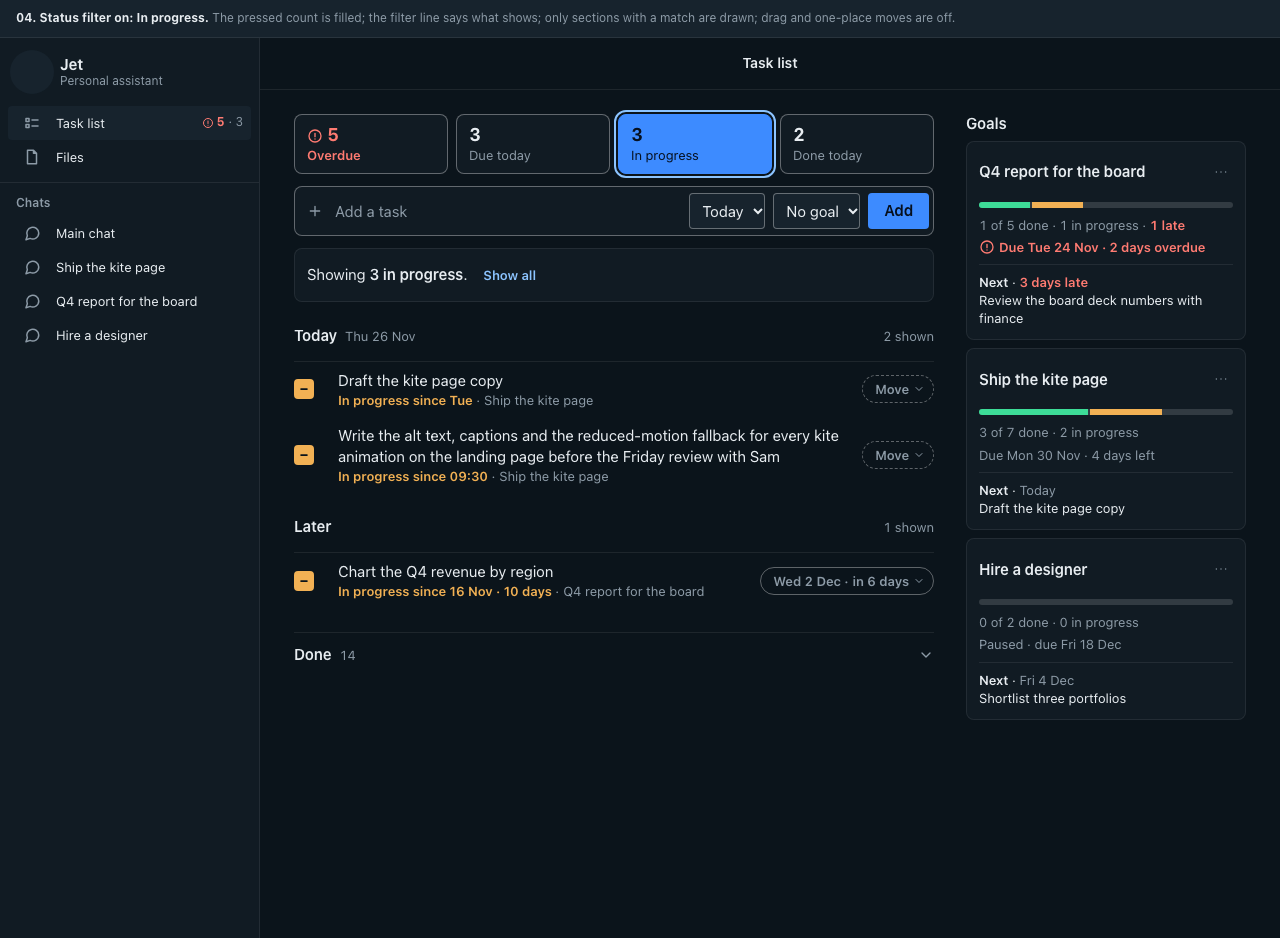 04. Status filter on: In progress. The pressed count is filled; the filter line says what shows; only sections with a match are drawn; drag and one-place moves are off.
Jet
Personal assistant
Task list 5 · 3
Files
Chats
Main chat
Ship the kite page
Q4 report for the board
Hire a designer
Task list
5
Overdue
3
Due today
3
In progress
2
Done today
+ Add a task Today No goal Add
Showing 3 in progress. Show all
Today Thu 26 Nov 2 shown
Draft the kite page copy
In progress since Tue · Ship the kite page
Move
Write the alt text, captions and the reduced-motion fallback for every kite
animation on the landing page before the Friday review with Sam
In progress since 09:30 · Ship the kite page
Move
Later 1 shown
Chart the Q4 revenue by region
In progress since 16 Nov · 10 days · Q4 report for the board
Wed 2 Dec · in 6 days
Done 14
Goals
Q4 report for the board ···
1 of 5 done · 1 in progress · 1 late
Due Tue 24 Nov · 2 days overdue
Next · 3 days late
Review the board deck numbers with
finance
Ship the kite page ···
3 of 7 done · 2 in progress
Due Mon 30 Nov · 4 days left
Next · Today
Draft the kite page copy
Hire a designer ···
0 of 2 done · 0 in progress
Paused · due Fri 18 Dec
Next · Fri 4 Dec
Shortlist three portfolios